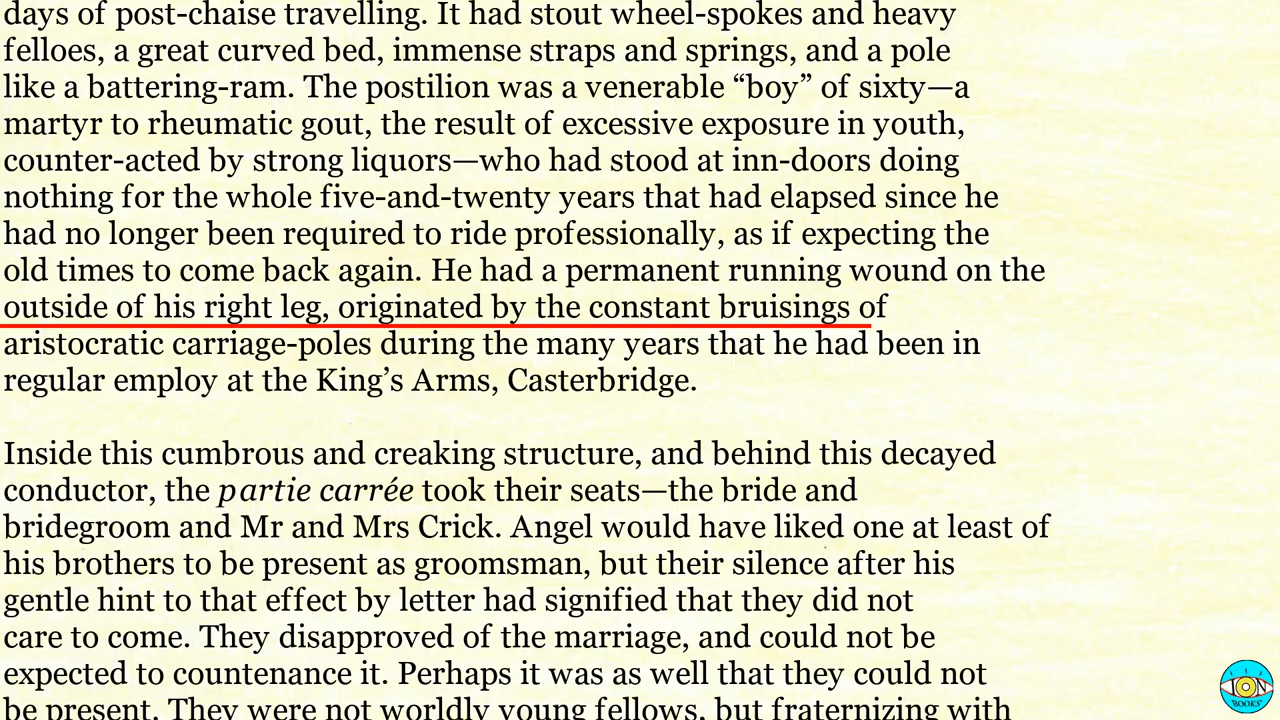 days of post-chaise travelling. It had stout wheel-spokes and heavy
felloes, a great curved bed, immense straps and springs, and a pole
like a battering-ram. The postilion was a venerable “boy” of sixty—a
martyr to rheumatic gout, the result of excessive exposure in youth,
counter-acted by strong liquors—who had stood at inn-doors doing
nothing for the whole five-and-twenty years that had elapsed since he
had no longer been required to ride professionally, as if expecting the
old times to come back again. He had a permanent running wound on the
outside of his right leg, originated by the constant bruisings of
aristocratic carriage-poles during the many years that he had been in
regular employ at the King’s Arms, Casterbridge.
Inside this cumbrous and creaking structure, and behind this decayed
conductor, the partie carrée took their seats—the bride and
bridegroom and Mr and Mrs Crick. Angel would have liked one at least of
his brothers to be present as groomsman, but their silence after his
gentle hint to that effect by letter had signified that they did not
care to come. They disapproved of the marriage, and could not be
expected to countenance it. Perhaps it was as well that they could not
be present. They were not worldly young fellows, but fraternizing with
ION
BOOKS